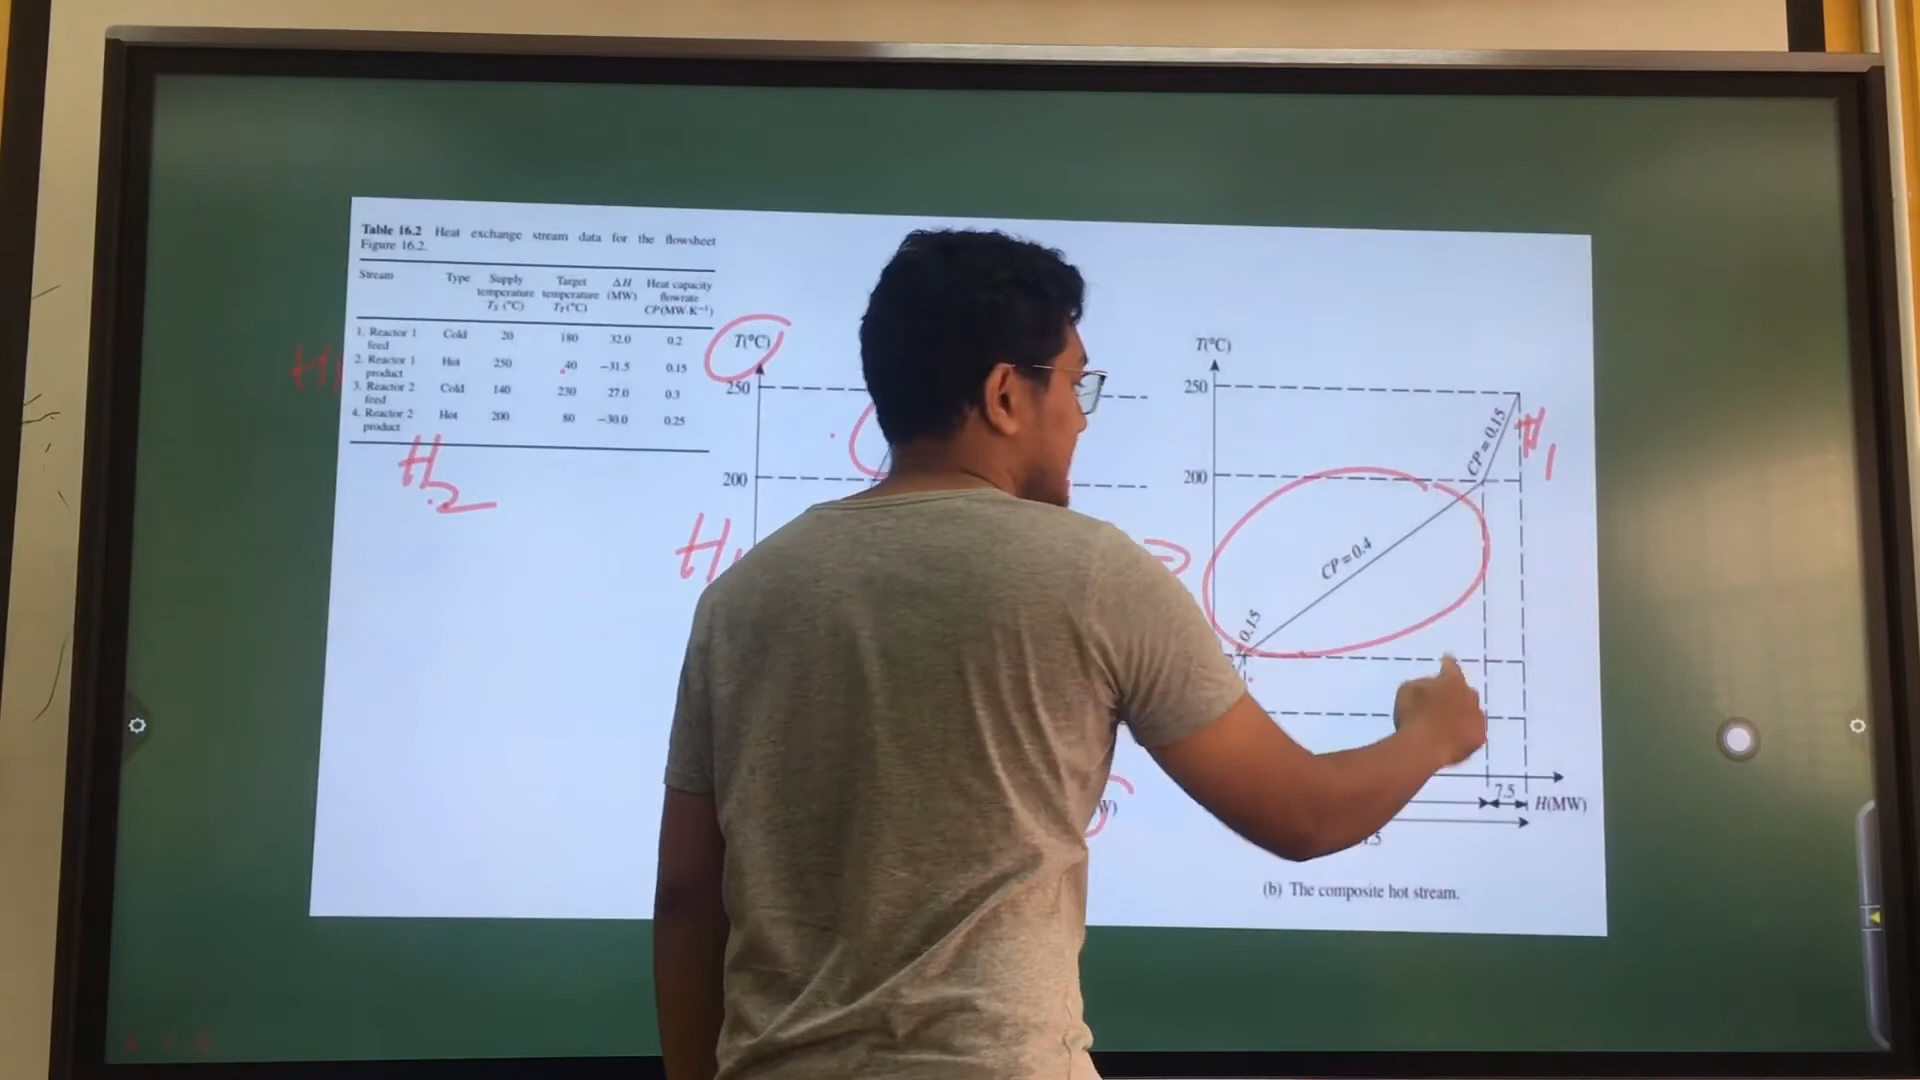 Table 16.2 Heat exchange stream data for the flowsheet
Figure 16.2.
Stream Type Supply temperature Ts (°C) Target temperature TT (°C) ΔH (MW) Heat capacity flowrate CP (MW·K⁻¹)
1. Reactor 1 feed Cold 20 180 32.0 0.2
2. Reactor 1 product Hot 250 40 −31.5 0.15
3. Reactor 2 feed Cold 140 230 27.0 0.3
4. Reactor 2 product Hot 200 80 −30.0 0.25
H1
H2
T(°C)
250
200
H1
W)
T(°C)
250
200
CP = 0.15
H1
CP = 0.4
0.15
7.5
H(MW)
(b) The composite hot stream.